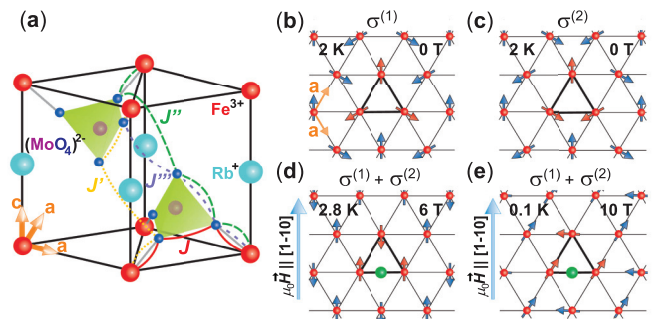 (a)
Fe³⁺
(MoO₄)²⁻
J''
J'
J'''
Rb⁺
J
c
a
a
(b)
σ⁽¹⁾
2 K
0 T
a
a
(c)
σ⁽²⁾
2 K
0 T
(d)
σ⁽¹⁾ + σ⁽²⁾
2.8 K
6 T
μ₀H || [1-10]
(e)
σ⁽¹⁾ + σ⁽²⁾
0.1 K
10 T
μ₀H || [1-10]